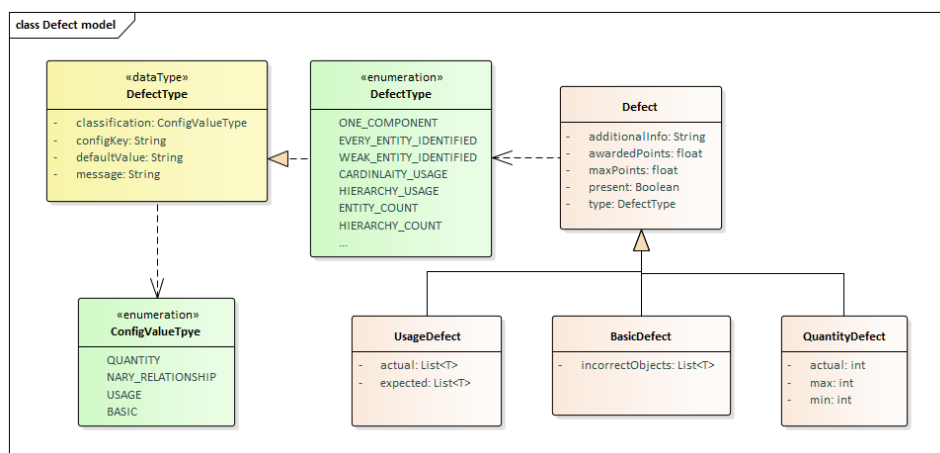 class Defect model
«dataType»
DefectType
- classification: ConfigValueType
- configKey: String
- defaultValue: String
- message: String
«enumeration»
DefectType
ONE_COMPONENT
EVERY_ENTITY_IDENTIFIED
WEAK_ENTITY_IDENTIFIED
CARDINLAITY_USAGE
HIERARCHY_USAGE
ENTITY_COUNT
HIERARCHY_COUNT
...
Defect
- additionalInfo: String
- awardedPoints: float
- maxPoints: float
- present: Boolean
- type: DefectType
«enumeration»
ConfigValueTpye
QUANTITY
NARY_RELATIONSHIP
USAGE
BASIC
UsageDefect
- actual: List<T>
- expected: List<T>
BasicDefect
- incorrectObjects: List<T>
QuantityDefect
- actual: int
- max: int
- min: int